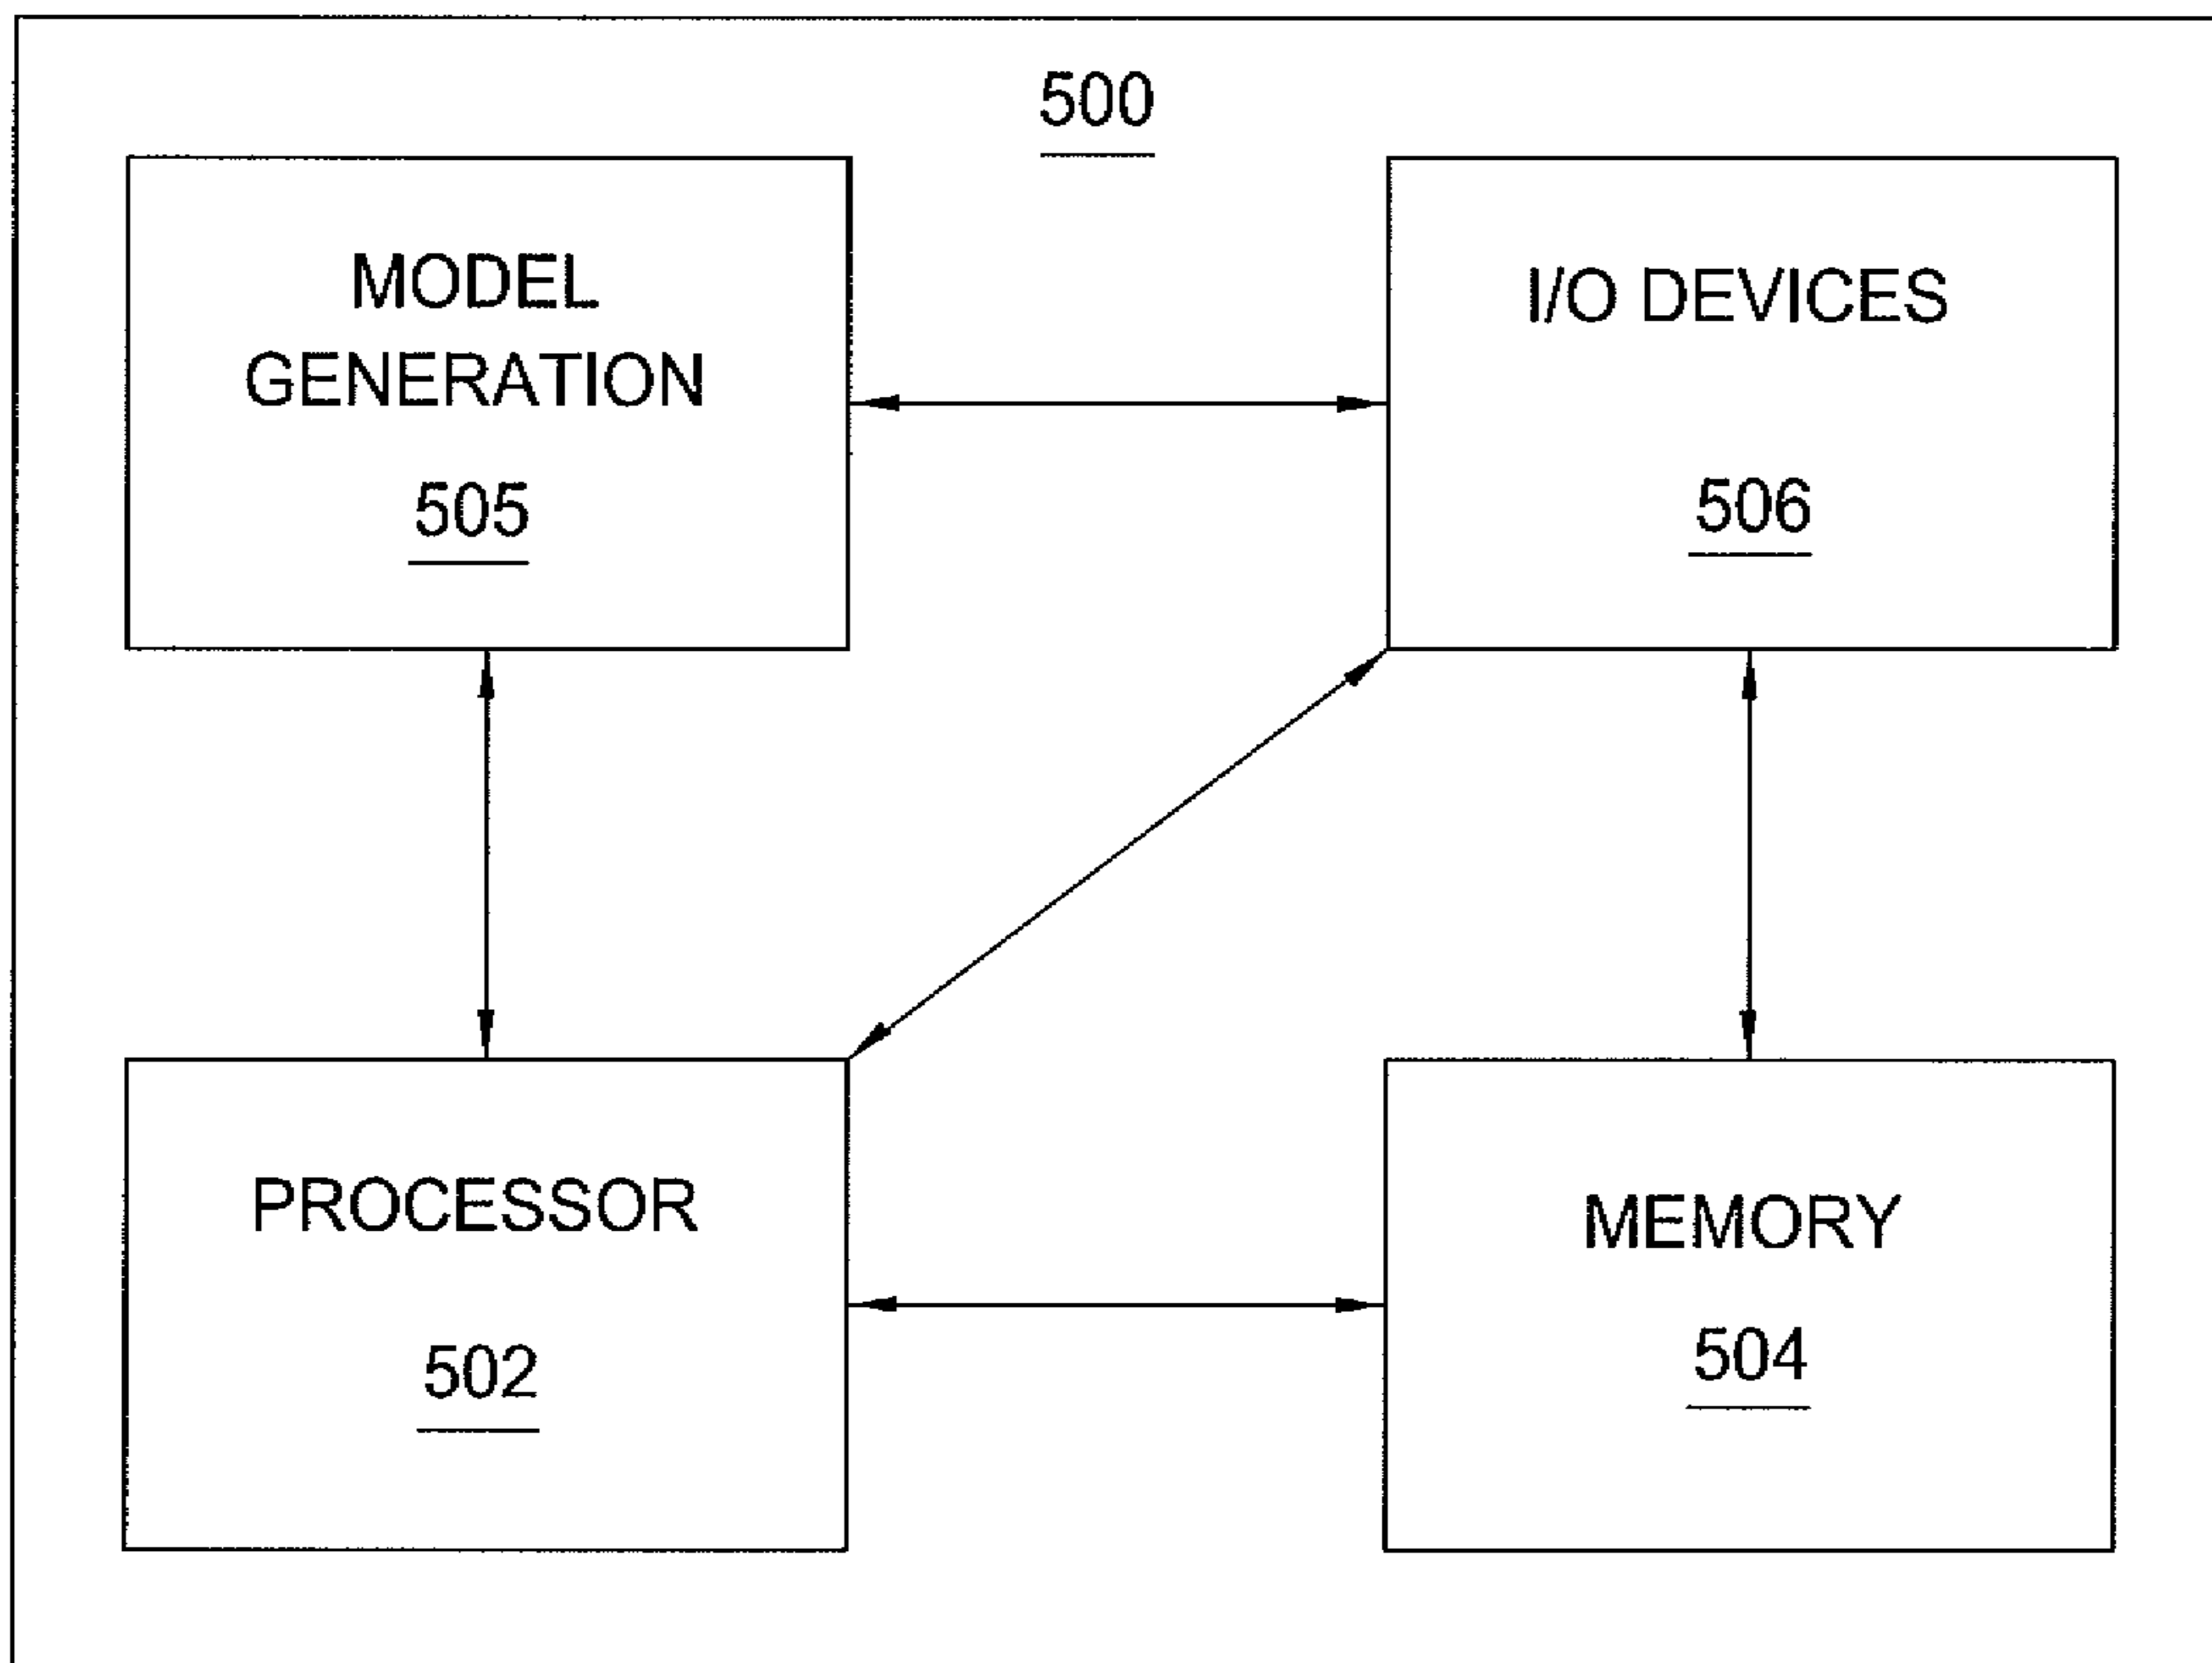 500
MODEL
GENERATION
505
I/O DEVICES
506
PROCESSOR
502
MEMORY
504